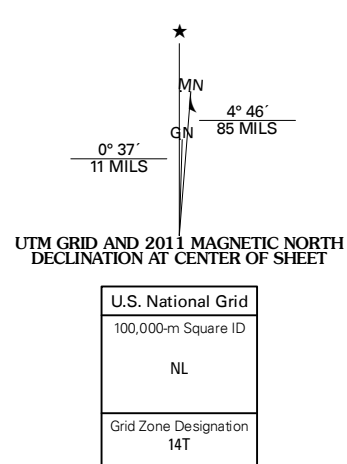 ★
MN
4° 46´
GN
85 MILS
0° 37´
11 MILS
UTM GRID AND 2011 MAGNETIC NORTH
DECLINATION AT CENTER OF SHEET
U.S. National Grid
100,000-m Square ID
NL
Grid Zone Designation
14T